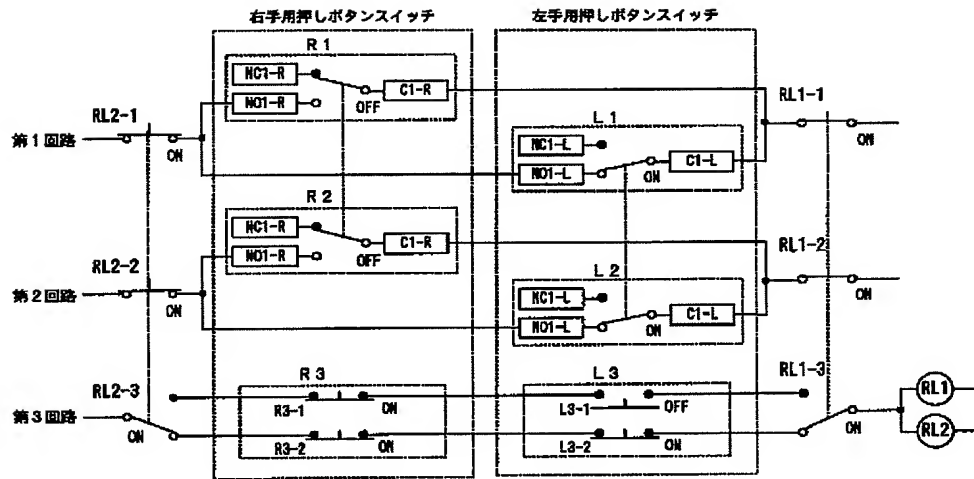 右手用押しボタンスイッチ
左手用押しボタンスイッチ
R1
NC1-R
NO1-R
OFF
C1-R
RL2-1
第1回路
ON
L1
NC1-L
NO1-L
ON
C1-L
RL1-1
ON
R2
NC1-R
NO1-R
OFF
C1-R
RL2-2
第2回路
ON
L2
NC1-L
NO1-L
ON
C1-L
RL1-2
ON
RL2-3
第3回路
ON
R3
R3-1
ON
R3-2
ON
L3
L3-1
OFF
L3-2
ON
RL1-3
ON
RL1
RL2